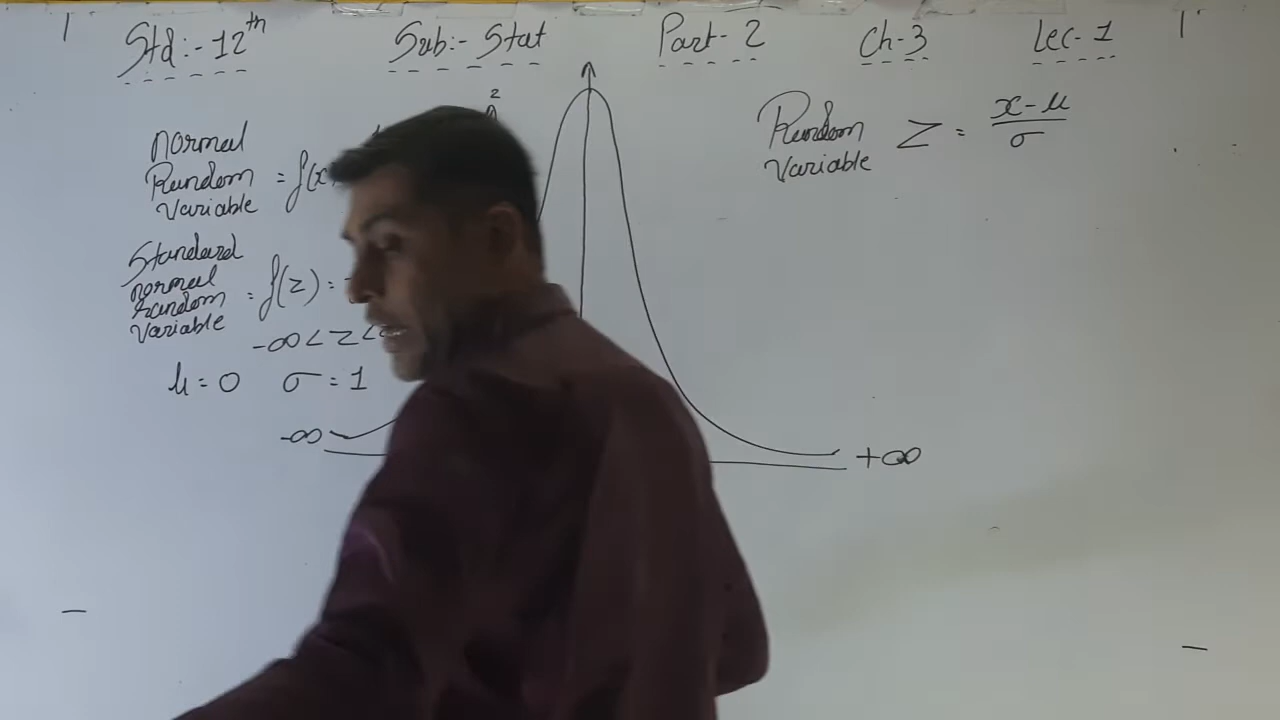 Std:- 12th Sub:- Stat Part- 2 Ch-3 Lec-1
Normal
Random
Variable = f(x
2
Standard
normal
random
variable = f(z) =
-∞ < z <
μ = 0 σ = 1
-∞
+∞
Random
Variable Z = x-μ / σ